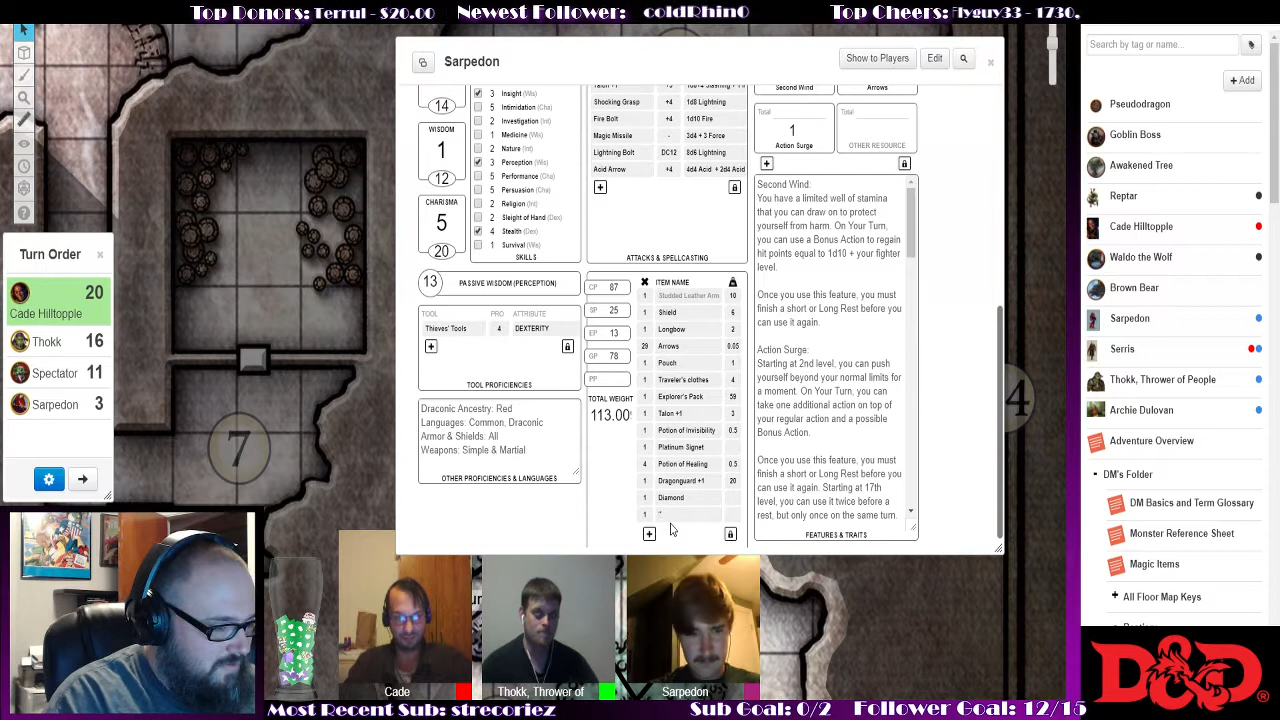 Top Donors: Terrul - $20.00 Newest Follower: coldRhin0 Top Cheers: Flyguy33 - 1730,
Sarpedon
Show to Players
Edit
14
WISDOM
1
12
CHARISMA
5
20
3 Insight (Wis)
5 Intimidation (Cha)
2 Investigation (Int)
1 Medicine (Wis)
2 Nature (Int)
3 Perception (Wis)
5 Performance (Cha)
5 Persuasion (Cha)
2 Religion (Int)
2 Sleight of Hand (Dex)
4 Stealth (Dex)
1 Survival (Wis)
SKILLS
Shocking Grasp +4 1d8 Lightning
Fire Bolt +4 1d10 Fire
Magic Missile - 3d4 + 3 Force
Lightning Bolt DC12 8d6 Lightning
Acid Arrow +4 4d4 Acid + 2d4 Acid
ATTACKS & SPELLCASTING
Second Wind
Arrows
Total
1
Action Surge
Total
OTHER RESOURCE
Second Wind:
You have a limited well of stamina
that you can draw on to protect
yourself from harm. On Your Turn,
you can use a Bonus Action to regain
hit points equal to 1d10 + your fighter
level.
Once you use this feature, you must
finish a short or Long Rest before you
can use it again.
Action Surge:
Starting at 2nd level, you can push
yourself beyond your normal limits for
a moment. On Your Turn, you can
take one additional action on top of
your regular action and a possible
Bonus Action.
Once you use this feature, you must
finish a short or Long Rest before you
can use it again. Starting at 17th
level, you can use it twice before a
rest, but only once on the same turn.
FEATURES & TRAITS
13 PASSIVE WISDOM (PERCEPTION)
TOOL PRO ATTRIBUTE
Thieves' Tools 4 DEXTERITY
TOOL PROFICIENCIES
Draconic Ancestry: Red
Languages: Common, Draconic
Armor & Shields: All
Weapons: Simple & Martial
OTHER PROFICIENCIES & LANGUAGES
CP 87
SP 25
EP 13
GP 78
PP
TOTAL WEIGHT
113.00
ITEM NAME
1 Studded Leather Arm 10
1 Shield 6
1 Longbow 2
29 Arrows 0.05
1 Pouch 1
1 Traveler's clothes 4
1 Explorer's Pack 59
1 Talon +1 3
1 Potion of Invisibility 0.5
1 Platinum Signet
4 Potion of Healing 0.5
1 Dragonguard +1 20
1 Diamond
1 "
Turn Order
20
Cade Hilltopple
Thokk 16
Spectator 11
Sarpedon 3
7
4
Search by tag or name...
+ Add
Pseudodragon
Goblin Boss
Awakened Tree
Reptar
Cade Hilltopple
Waldo the Wolf
Brown Bear
Sarpedon
Serris
Thokk, Thrower of People
Archie Dulovan
Adventure Overview
- DM's Folder
DM Basics and Term Glossary
Monster Reference Sheet
Magic Items
+ All Floor Map Keys
Cade
Thokk, Thrower of
Sarpedon
D&D
Most Recent Sub: strecoriez Sub Goal: 0/2 Follower Goal: 12/15